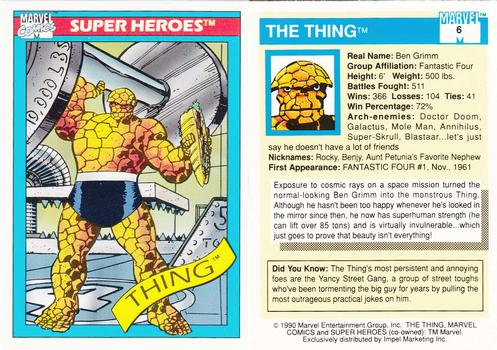 MARVEL
COMICS
SUPER HEROES™
000 LBS
THING™
THE THING™
MARVEL
6
Real Name: Ben Grimm
Group Affiliation: Fantastic Four
Height: 6' Weight: 500 lbs.
Battles Fought: 511
Wins: 366 Losses: 104 Ties: 41
Win Percentage: 72%
Arch-enemies: Doctor Doom,
Galactus, Mole Man, Annihilus,
Super-Skrull, Blastaar...let's just
say he doesn't have a lot of friends
Nicknames: Rocky, Benjy, Aunt Petunia's Favorite Nephew
First Appearance: FANTASTIC FOUR #1, Nov., 1961
Exposure to cosmic rays on a space mission turned the
normal-looking Ben Grimm into the monstrous Thing.
Although he hasn't been too happy whenever he's looked in
the mirror since then, he now has superhuman strength (he
can lift over 85 tons) and is virtually invulnerable...which
just goes to prove that beauty isn't everything!
Did You Know: The Thing's most persistent and annoying
foes are the Yancy Street Gang, a group of street toughs
who've been tormenting the big guy for years by pulling the
most outrageous practical jokes on him.
© 1990 Marvel Entertainment Group, Inc. THE THING, MARVEL
COMICS and SUPER HEROES (co-owned): TM Marvel.
Exclusively distributed by Impel Marketing Inc.